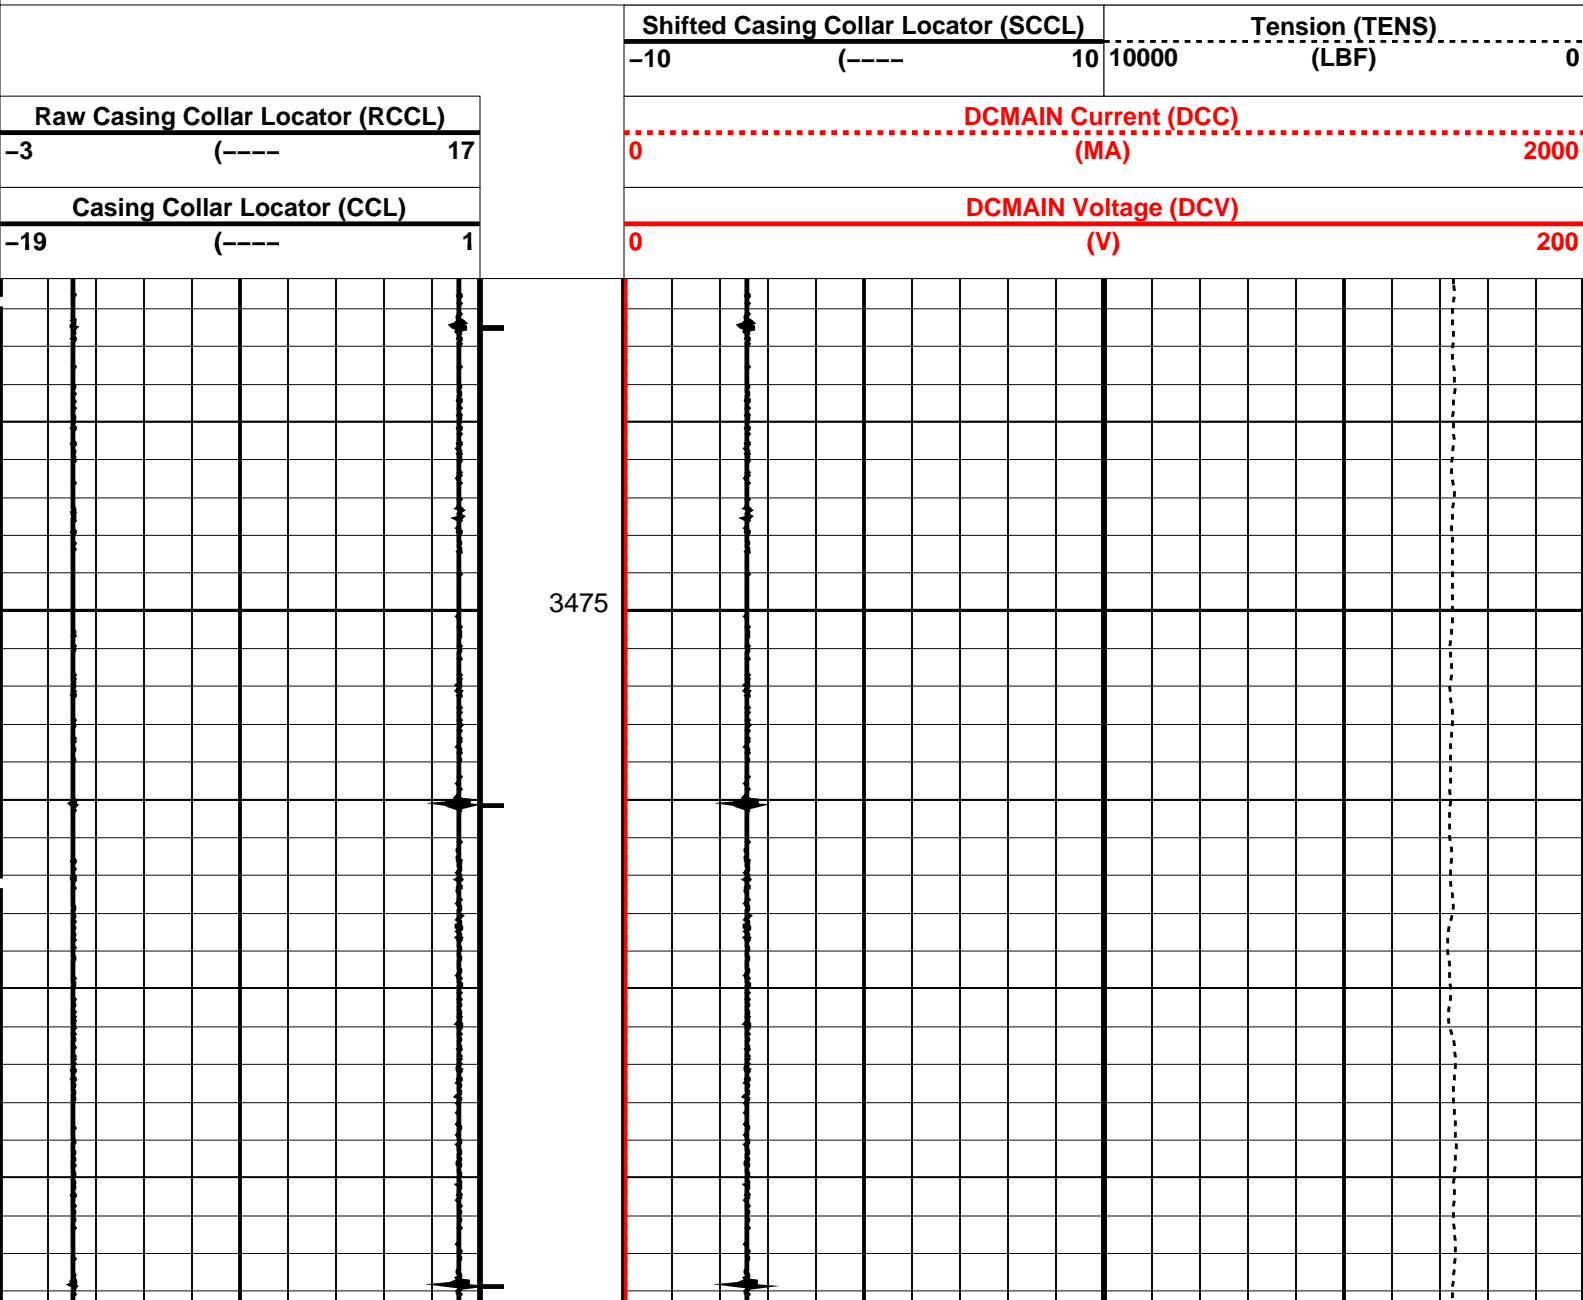 Shifted Casing Collar Locator (SCCL) Tension (TENS)
−10 (−−−− 10 10000 (LBF) 0
Raw Casing Collar Locator (RCCL) DCMAIN Current (DCC)
−3 (−−−− 17 0 (MA) 2000
Casing Collar Locator (CCL) DCMAIN Voltage (DCV)
−19 (−−−− 1 0 (V) 200
3475